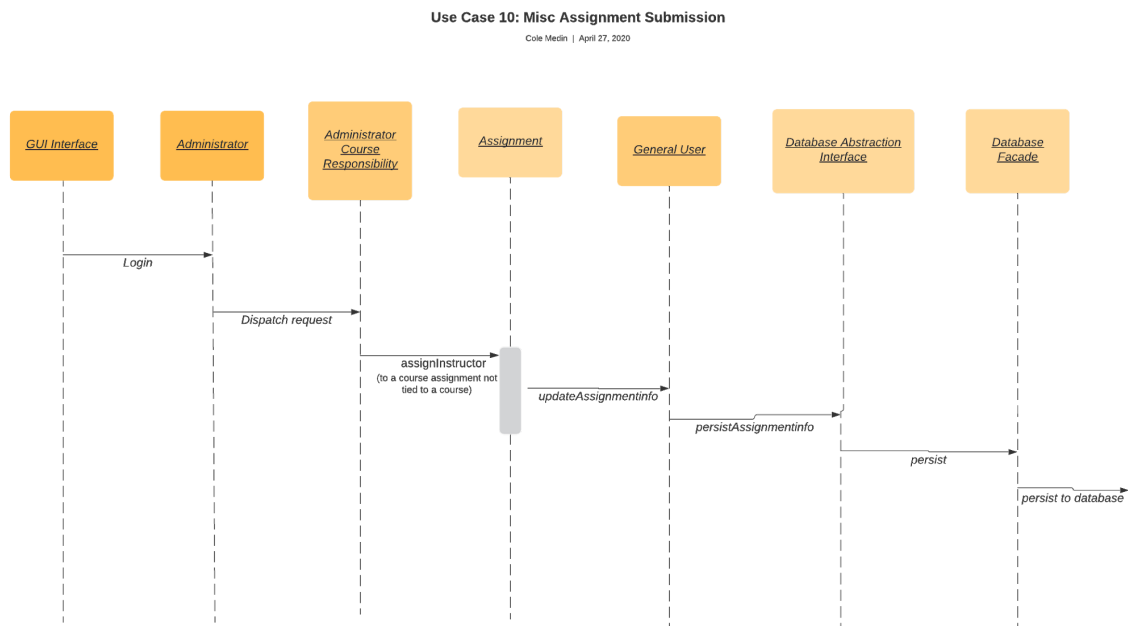 Use Case 10: Misc Assignment Submission
Cole Medin | April 27, 2020
GUI Interface
Administrator
Administrator
Course
Responsibility
Assignment
General User
Database Abstraction
Interface
Database
Facade
Login
Dispatch request
assignInstructor
(to a course assignment not
tied to a course)
updateAssignmentinfo
persistAssignmentinfo
persist
persist to database